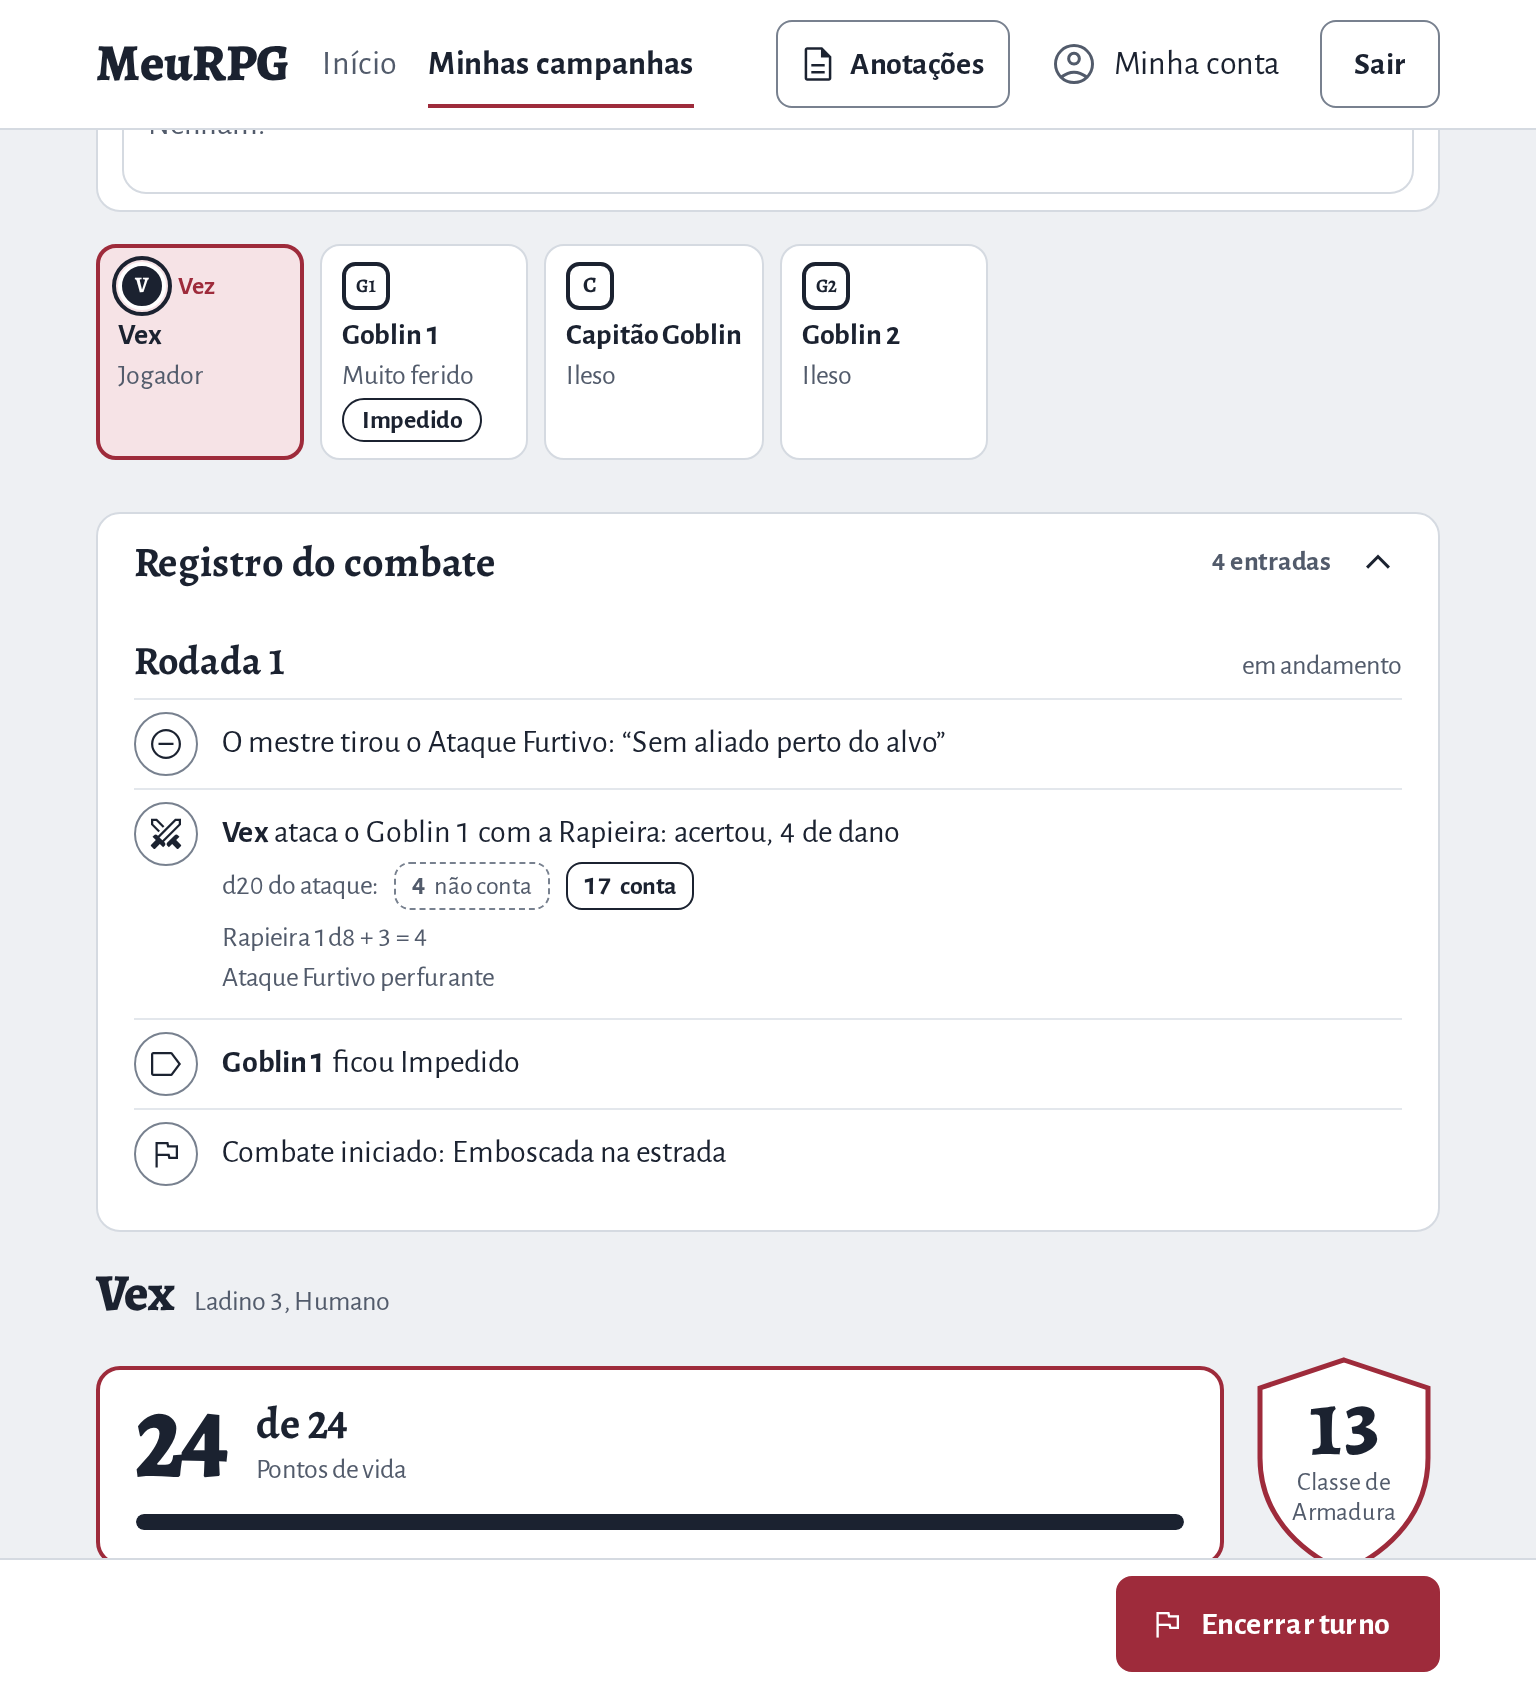 MeuRPG Início Minhas campanhas Anotações Minha conta Sair
V Vez
Vex
Jogador
G1
Goblin 1
Muito ferido
Impedido
C
Capitão Goblin
Ileso
G2
Goblin 2
Ileso
Registro do combate 4 entradas
Rodada 1 em andamento
O mestre tirou o Ataque Furtivo: “Sem aliado perto do alvo”
Vex ataca o Goblin 1 com a Rapieira: acertou, 4 de dano
d20 do ataque: 4 não conta 17 conta
Rapieira 1d8 + 3 = 4
Ataque Furtivo perfurante
Goblin 1 ficou Impedido
Combate iniciado: Emboscada na estrada
Vex Ladino 3, Humano
24 de 24
Pontos de vida
13
Classe de
Armadura
Encerrar turno